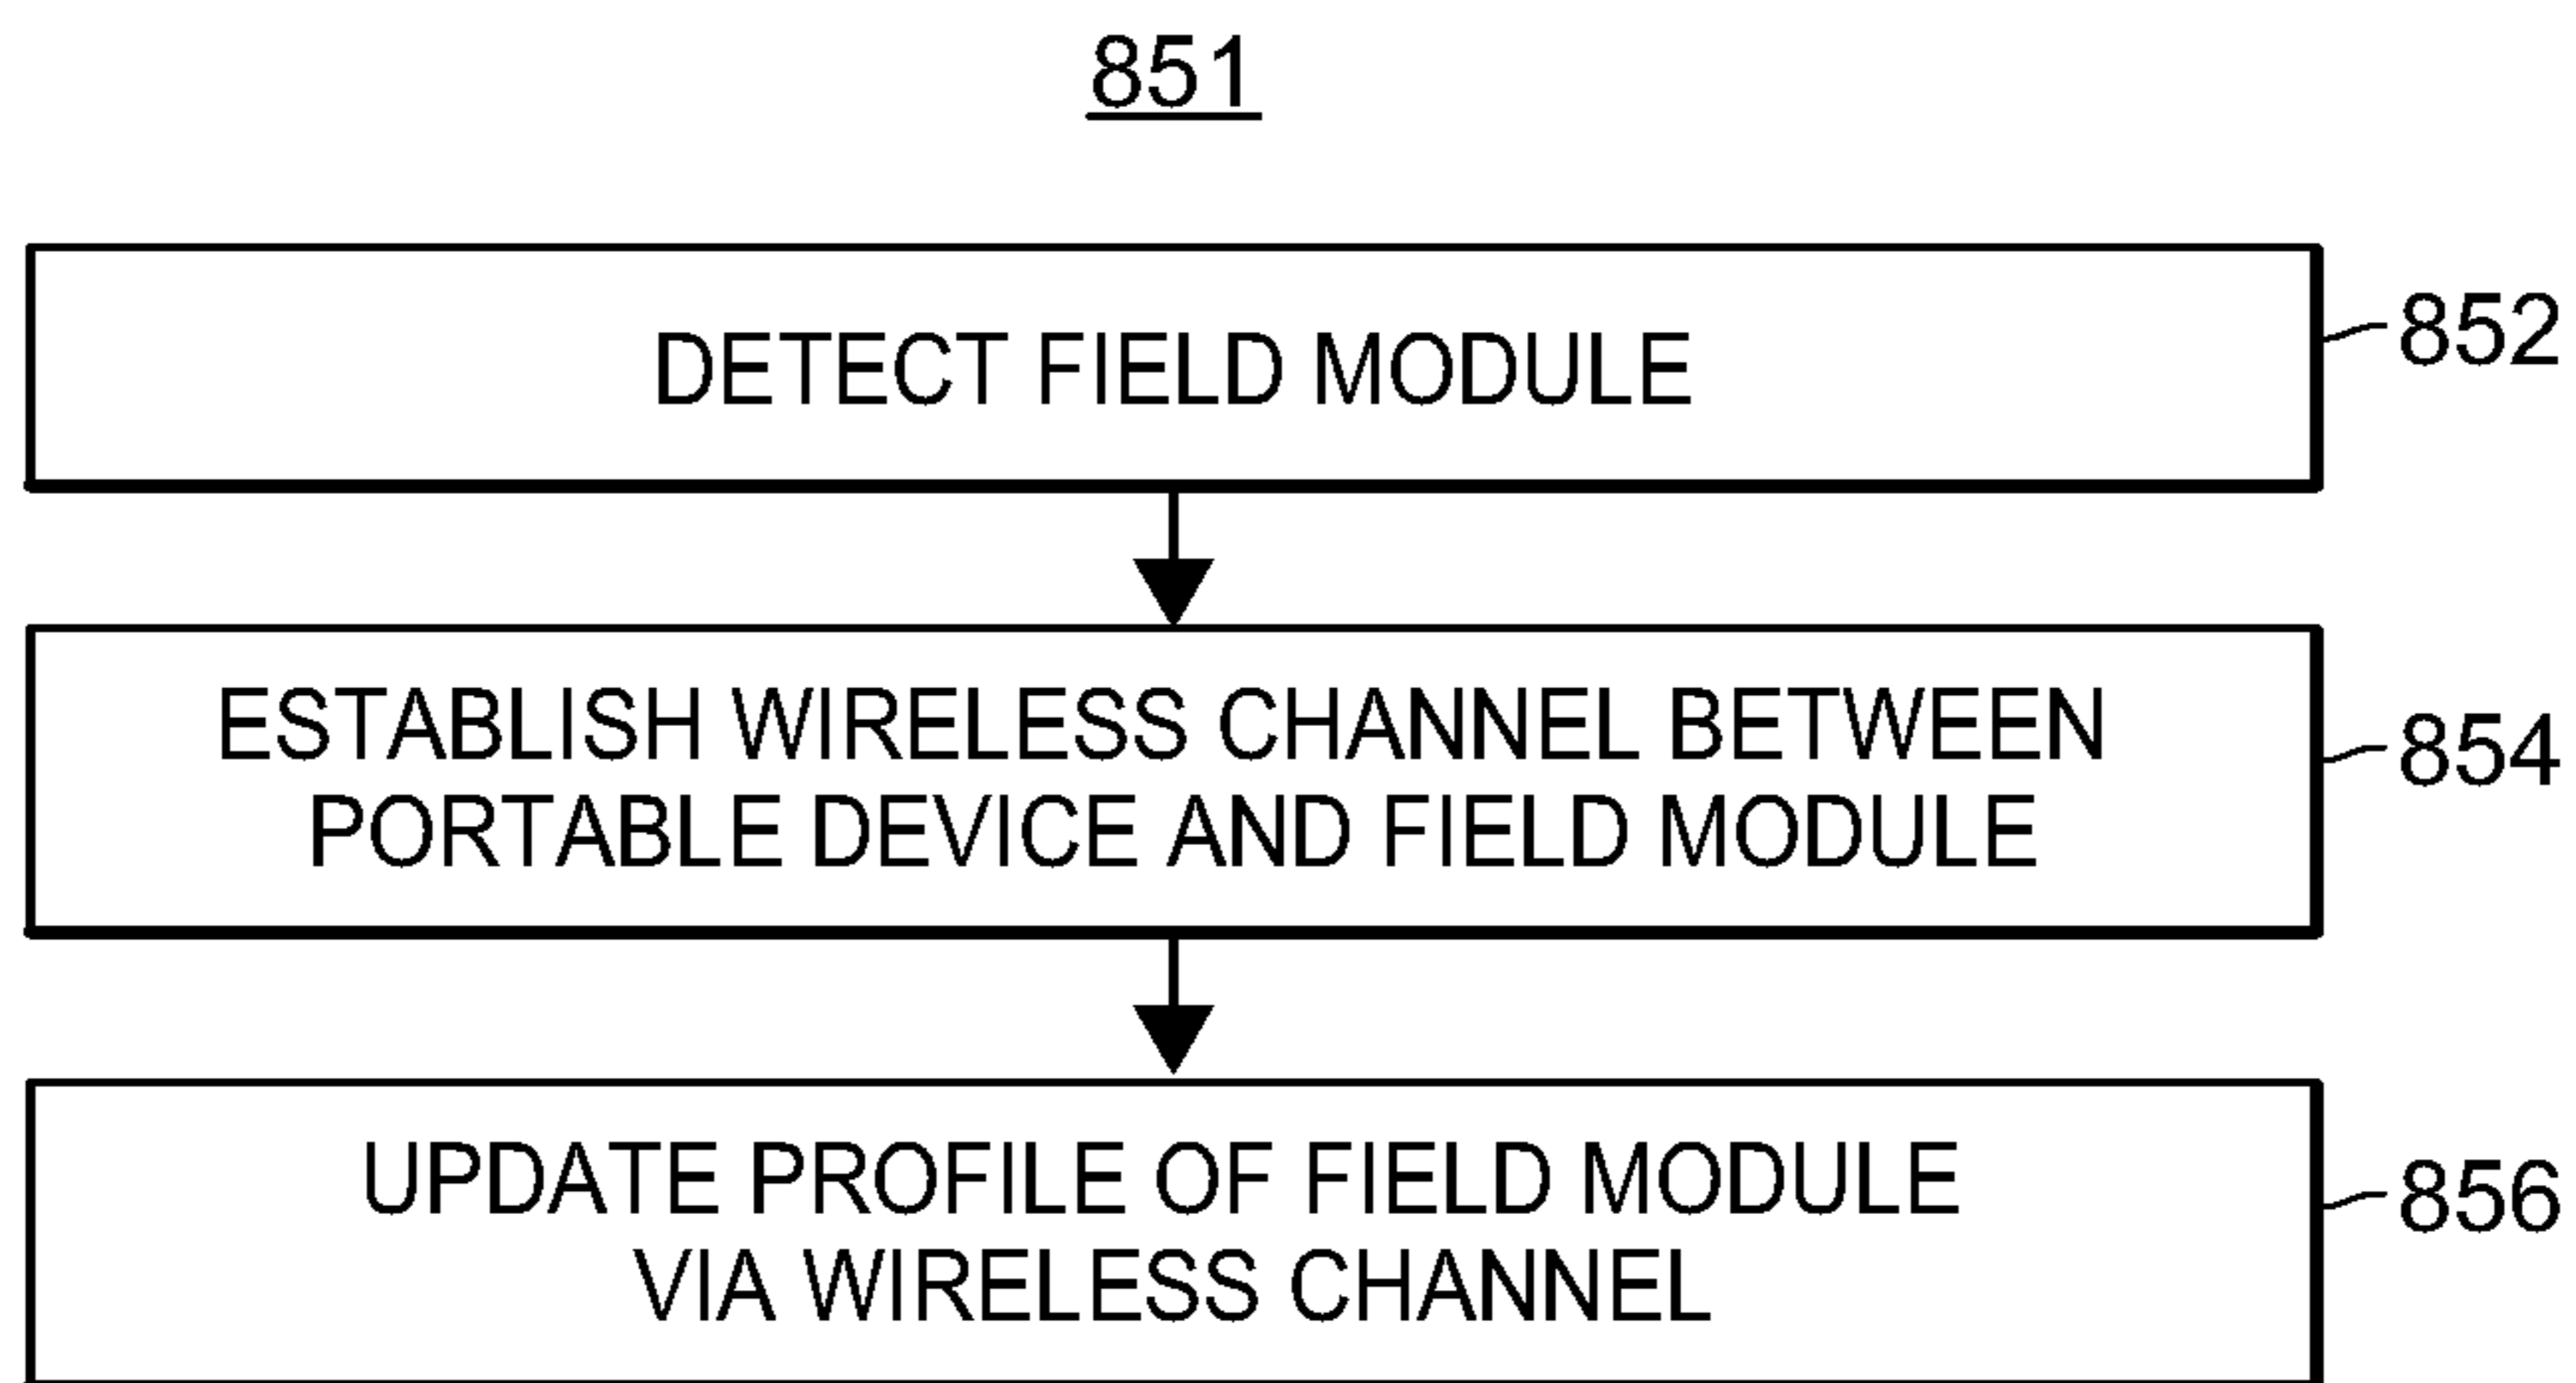 851
DETECT FIELD MODULE
852
ESTABLISH WIRELESS CHANNEL BETWEEN
PORTABLE DEVICE AND FIELD MODULE
854
UPDATE PROFILE OF FIELD MODULE
VIA WIRELESS CHANNEL
856